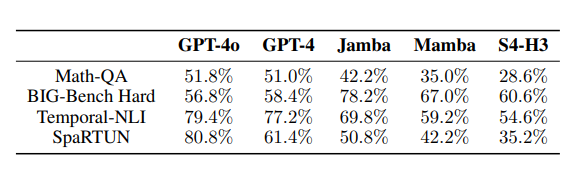 GPT-4o GPT-4 Jamba Mamba S4-H3
Math-QA 51.8% 51.0% 42.2% 35.0% 28.6%
BIG-Bench Hard 56.8% 58.4% 78.2% 67.0% 60.6%
Temporal-NLI 79.4% 77.2% 69.8% 59.2% 54.6%
SpaRTUN 80.8% 61.4% 50.8% 42.2% 35.2%